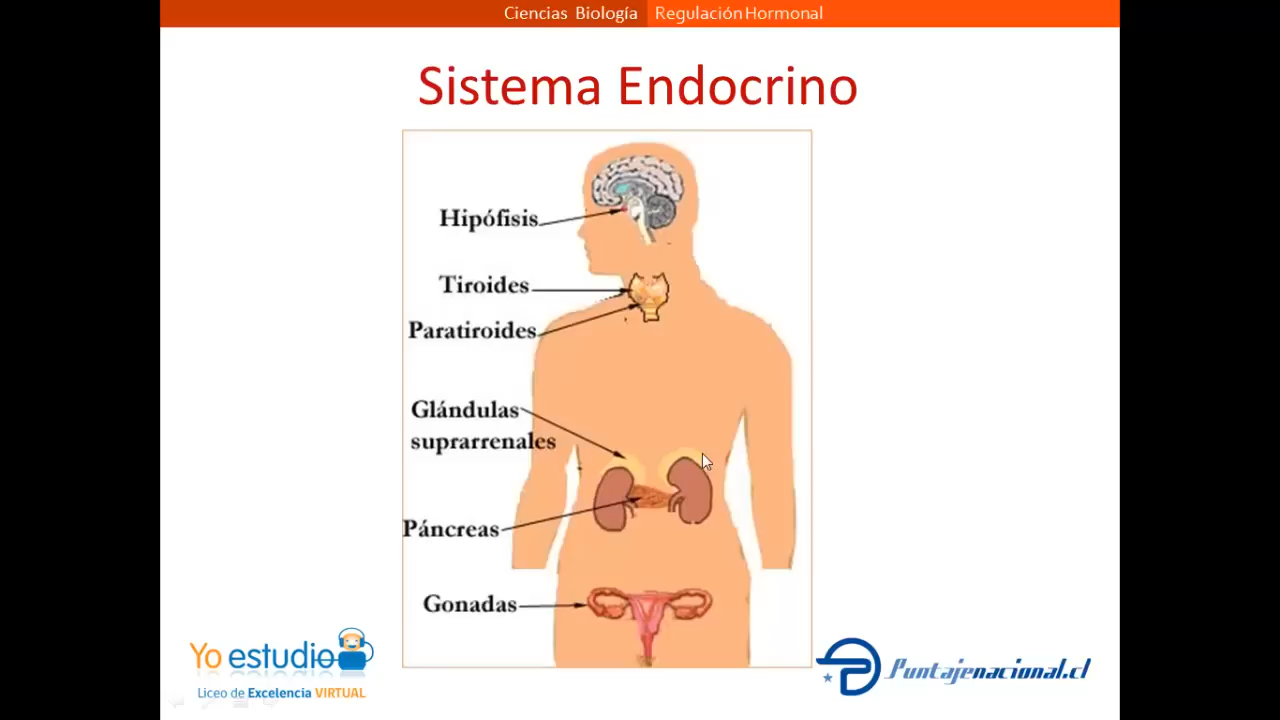 Ciencias Biología Regulación Hormonal
Sistema Endocrino
Hipófisis
Tiroides
Paratiroides
Glándulas
suprarrenales
Páncreas
Gonadas
Yo estudio
Liceo de Excelencia VIRTUAL
Puntajenacional.cl